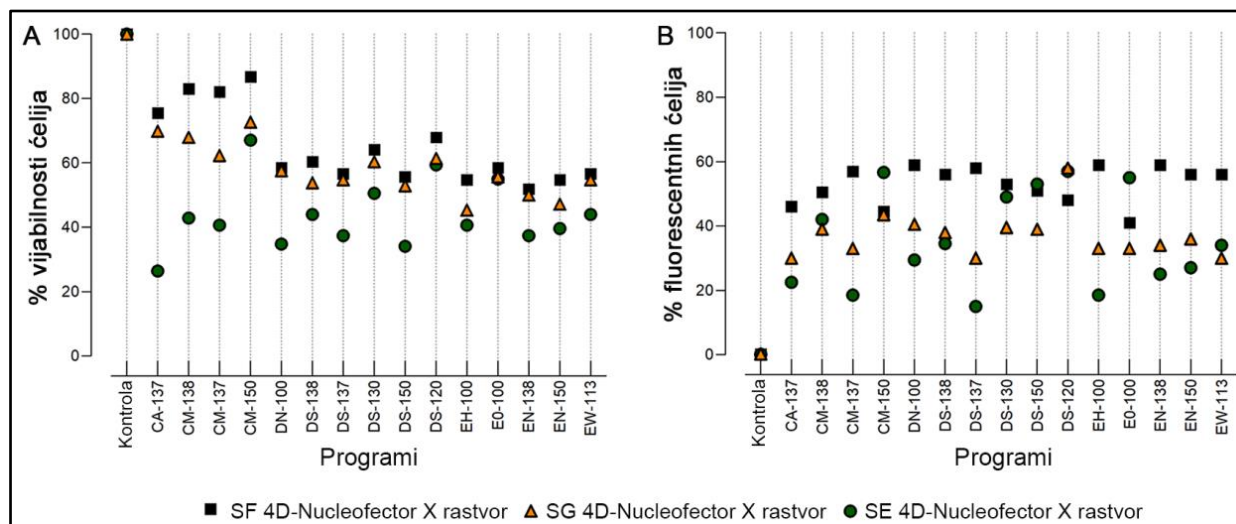 A
% vijabilnosti ćelija
100
80
60
40
20
0
Kontrola
CA-137
CM-138
CM-137
CM-150
DN-100
DS-138
DS-137
DS-130
DS-150
DS-120
EH-100
E0-100
EN-138
EN-150
EW-113
Programi
B
% fluorescentnih ćelija
100
80
60
40
20
0
Kontrola
CA-137
CM-138
CM-137
CM-150
DN-100
DS-138
DS-137
DS-130
DS-150
DS-120
EH-100
E0-100
EN-138
EN-150
EW-113
Programi
SF 4D-Nucleofector X rastvor SG 4D-Nucleofector X rastvor SE 4D-Nucleofector X rastvor